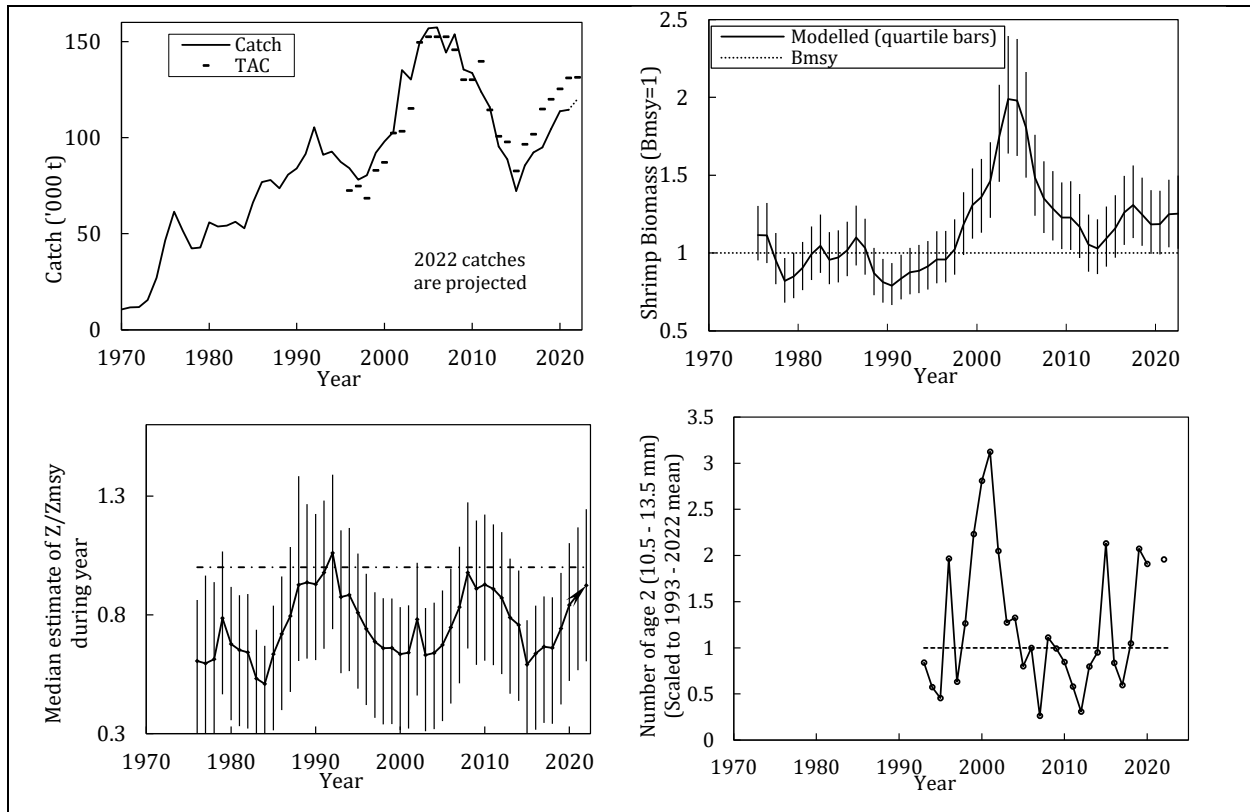 Catch ('000 t)
150
100
50
0
Catch
TAC
2022 catches
are projected
1970 1980 1990 2000 2010 2020
Year
Shrimp Biomass (Bmsy=1)
2.5
2
1.5
1
0.5
Modelled (quartile bars)
Bmsy
1970 1980 1990 2000 2010 2020
Year
Median estimate of Z/Zmsy
during year
1.3
0.8
0.3
1970 1980 1990 2000 2010 2020
Year
Number of age 2 (10.5 - 13.5 mm)
(Scaled to 1993 - 2022 mean)
3.5
3
2.5
2
1.5
1
0.5
0
1970 1980 1990 2000 2010 2020
Year